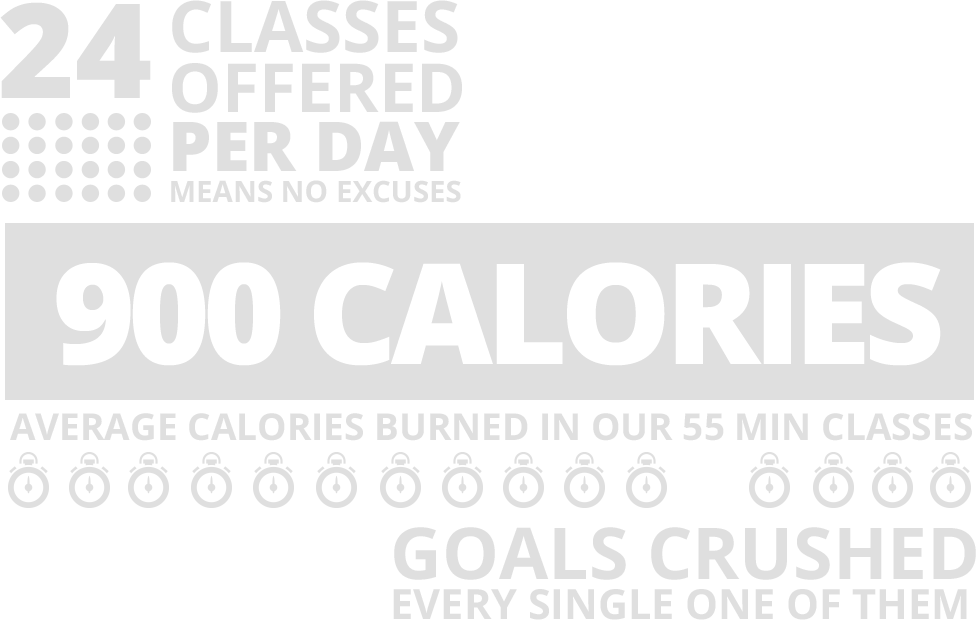 24 CLASSES
OFFERED
PER DAY
MEANS NO EXCUSES
900 CALORIES
AVERAGE CALORIES BURNED IN OUR 55 MIN CLASSES
GOALS CRUSHED
EVERY SINGLE ONE OF THEM